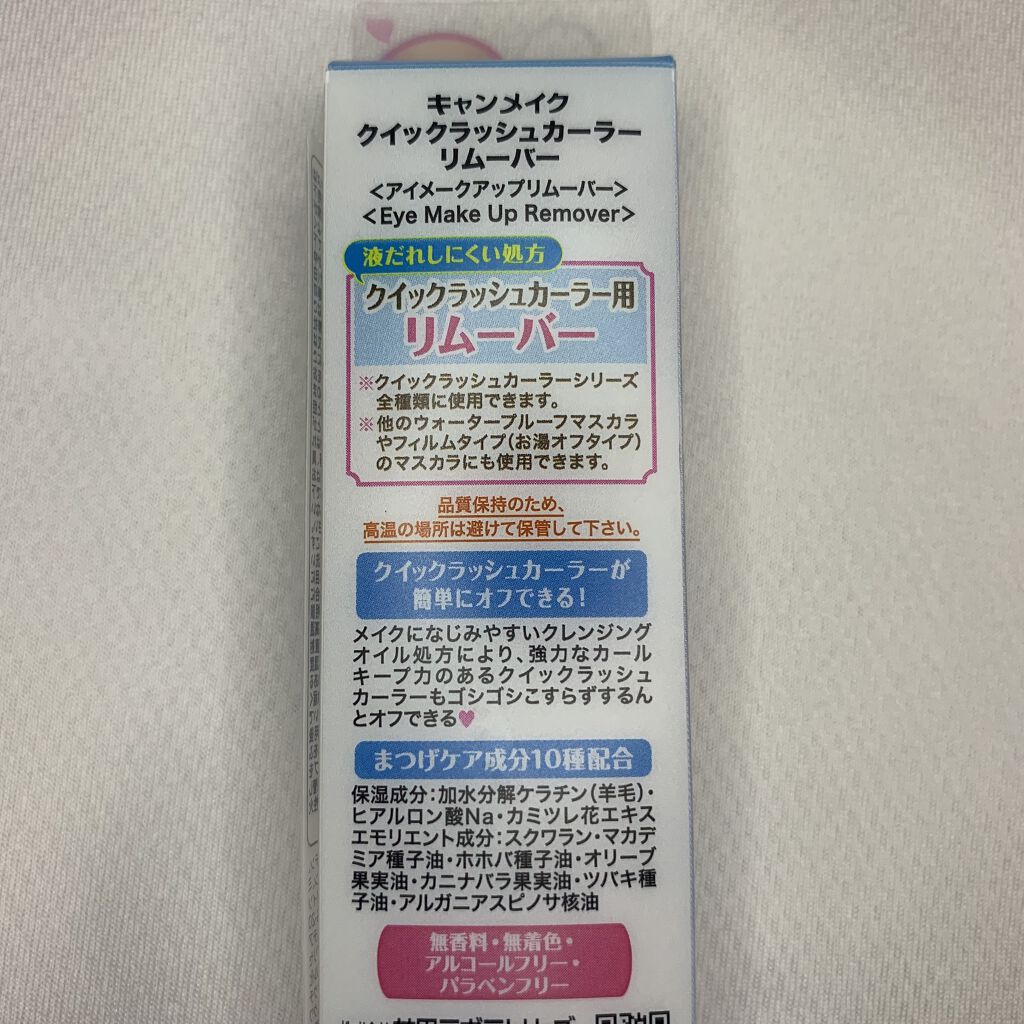 キャンメイク
クイックラッシュカーラー
リムーバー
<アイメークアップリムーバー>
<Eye Make Up Remover>
液だれしにくい処方
クイックラッシュカーラー用
リムーバー
※クイックラッシュカーラーシリーズ
全種類に使用できます。
※他のウォータープルーフマスカラ
やフィルムタイプ(お湯オフタイプ)
のマスカラにも使用できます。
品質保持のため、
高温の場所は避けて保管して下さい。
クイックラッシュカーラーが
簡単にオフできる!
メイクになじみやすいクレンジング
オイル処方により、強力なカール
キープ力のあるクイックラッシュ
カーラーもゴシゴシこすらずするん
とオフできる♥
まつげケア成分10種配合
保湿成分:加水分解ケラチン(羊毛)・
ヒアルロン酸Na・カミツレ花エキス
エモリエント成分:スクワラン・マカデ
ミア種子油・ホホバ種子油・オリーブ
果実油・カニナバラ果実油・ツバキ種
子油・アルガニアスピノサ核油
無香料・無着色・
アルコールフリー・
パラベンフリー